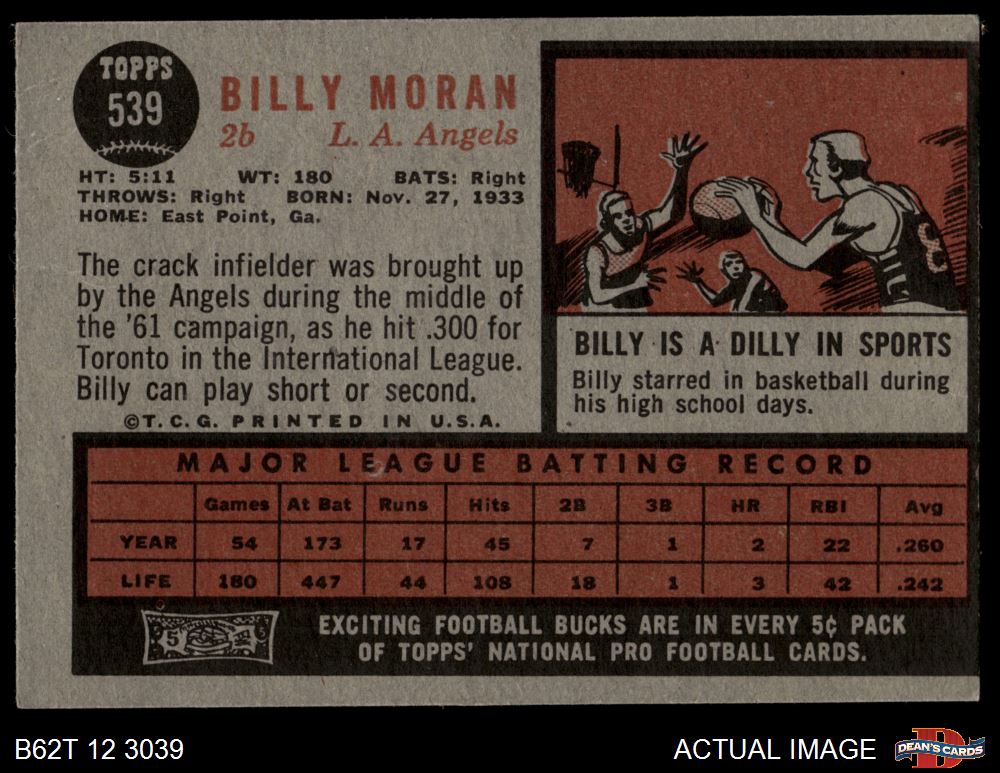 TOPPS
539
BILLY MORAN
2b L. A. Angels
HT: 5:11 WT: 180 BATS: Right
THROWS: Right BORN: Nov. 27, 1933
HOME: East Point, Ga.
The crack infielder was brought up
by the Angels during the middle of
the '61 campaign, as he hit .300 for
Toronto in the International League.
Billy can play short or second.
©T.C.G. PRINTED IN U.S.A.
8
BILLY IS A DILLY IN SPORTS
Billy starred in basketball during
his high school days.
MAJOR LEAGUE BATTING RECORD
Games At Bat Runs Hits 2B 3B HR RBI Avg
YEAR 54 173 17 45 7 1 2 22 .260
LIFE 180 447 44 108 18 1 3 42 .242
5 5
EXCITING FOOTBALL BUCKS ARE IN EVERY 5¢ PACK
OF TOPPS' NATIONAL PRO FOOTBALL CARDS.
B62T 12 3039
ACTUAL IMAGE
D
DEAN'S CARDS